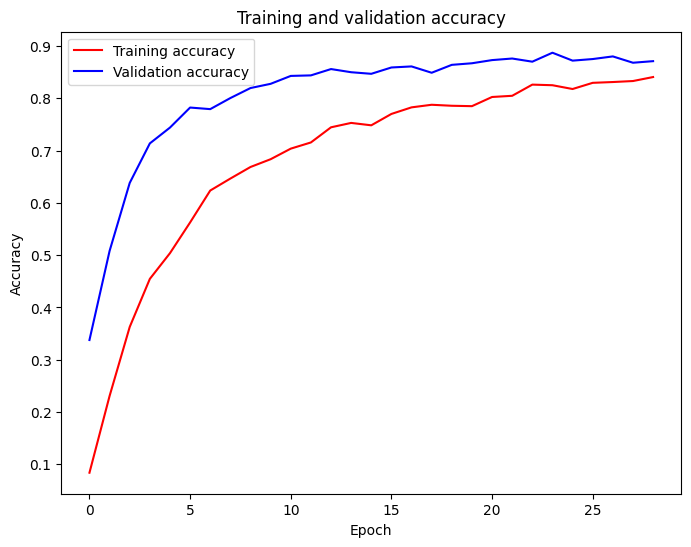 Training and validation accuracy
Training accuracy
Validation accuracy
0.9
0.8
0.7
0.6
0.5
0.4
0.3
0.2
0.1
Accuracy
0 5 10 15 20 25
Epoch